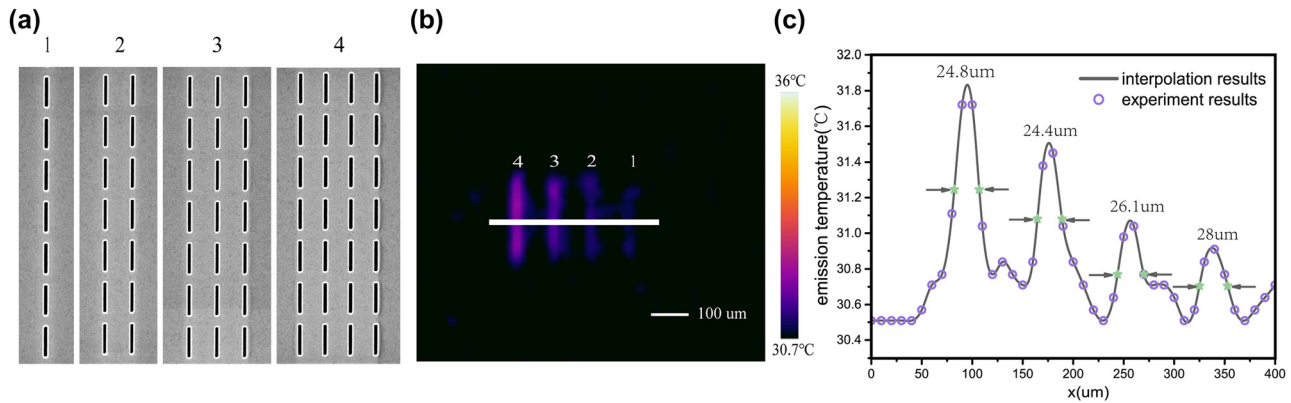 (a)
1 2 3 4
(b)
4 3 2 1
100 um
36℃
30.7℃
(c)
32.0
31.8
31.6
31.4
31.2
31.0
30.8
30.6
30.4
emission temperature(℃)
24.8um
24.4um
26.1um
28um
interpolation results
experiment results
0 50 100 150 200 250 300 350 400
x(um)